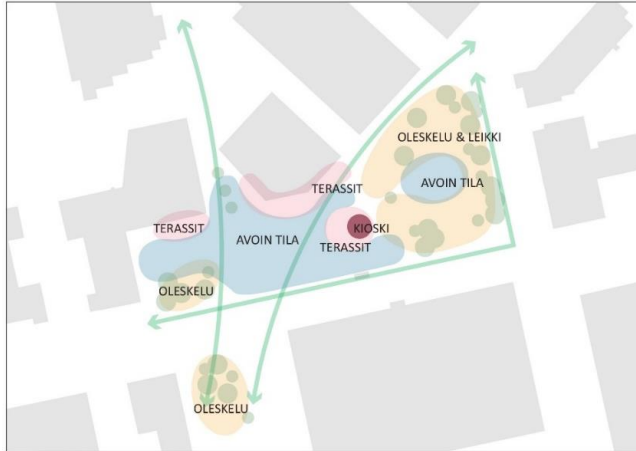 OLESKELU & LEIKKI
TERASSIT
AVOIN TILA
TERASSIT
KIOSKI
AVOIN TILA
TERASSIT
OLESKELU
OLESKELU